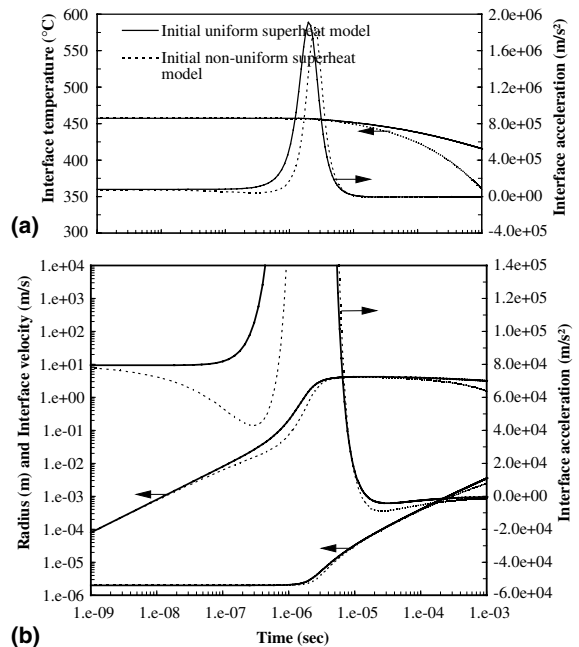 600
550
500
450
400
350
300
Interface temperature (°C)
Initial uniform superheat model
Initial non-uniform superheat
model
2.0e+06
1.6e+06
1.2e+06
8.0e+05
4.0e+05
0.0e+00
-4.0e+05
Interface acceleration (m/s²)
(a)
1.e+04
1.e+03
1.e+02
1.e+01
1.e+00
1.e-01
1.e-02
1.e-03
1.e-04
1.e-05
1.e-06
Radius (m) and Interface velocity (m/s)
1.4e+05
1.2e+05
1.0e+05
8.0e+04
6.0e+04
4.0e+04
2.0e+04
0.0e+00
-2.0e+04
-4.0e+04
-6.0e+04
Interface acceleration (m/s²)
1.e-09 1.e-08 1.e-07 1.e-06 1.e-05 1.e-04 1.e-03
Time (sec)
(b)